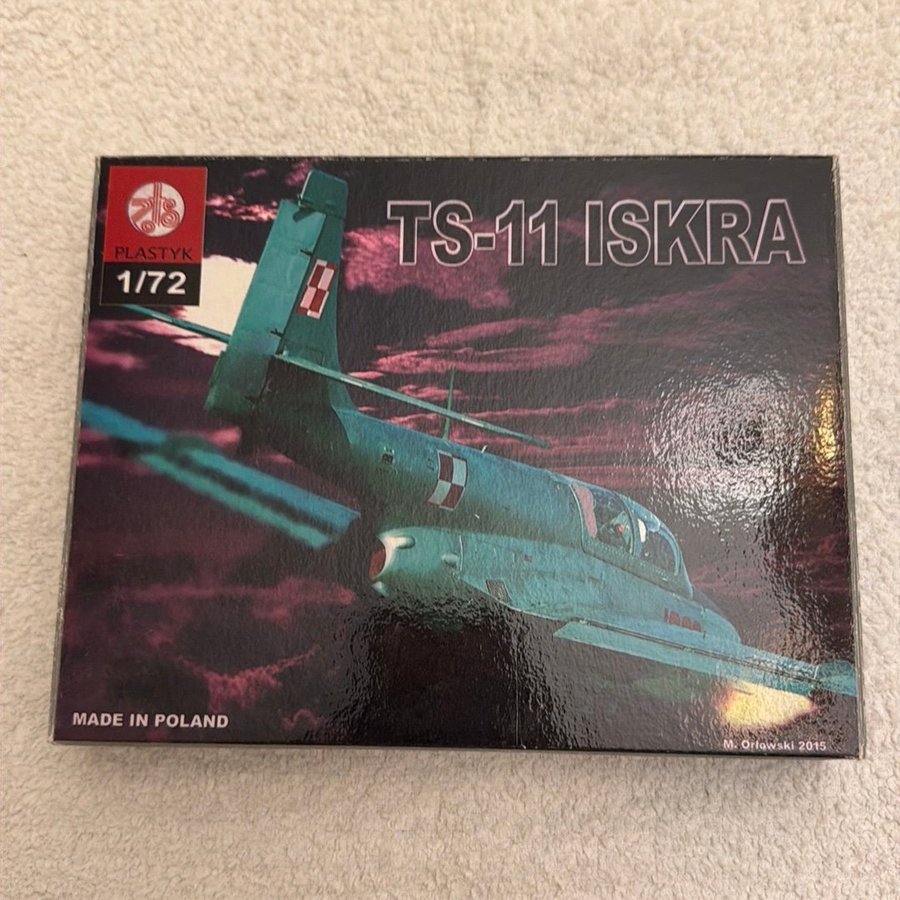 PLASTYK
1/72
TS-11 ISKRA
MADE IN POLAND
M. Orłowski 2015